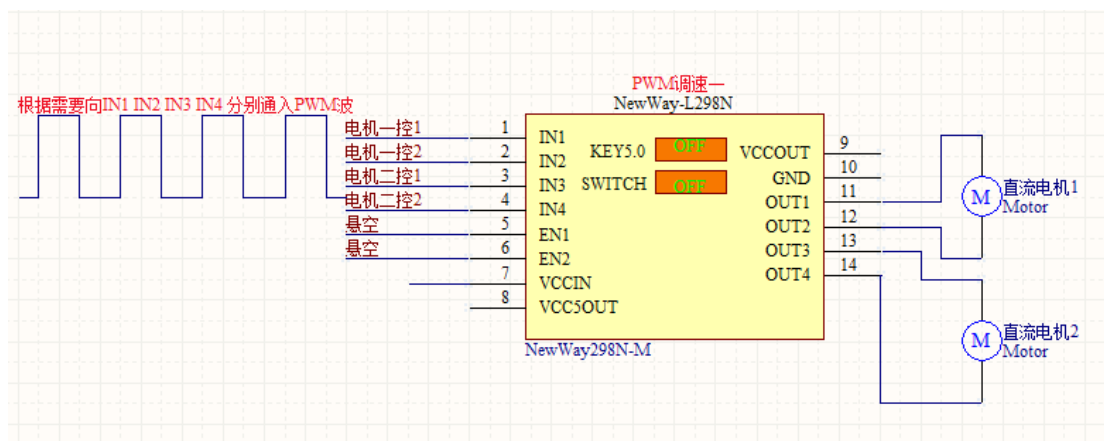 PWM调速一
NewWay-L298N
根据需要向IN1 IN2 IN3 IN4 分别通入PWM波
电机一控1
1
IN1
电机一控2
2
IN2
电机二控1
3
IN3
电机二控2
4
IN4
悬空
5
EN1
悬空
6
EN2
7
VCCIN
8
VCC5OUT
KEY5.0
OFF
SWITCH
OFF
VCCOUT
9
GND
10
OUT1
11
OUT2
12
OUT3
13
OUT4
14
M
直流电机1
Motor
M
直流电机2
Motor
NewWay298N-M